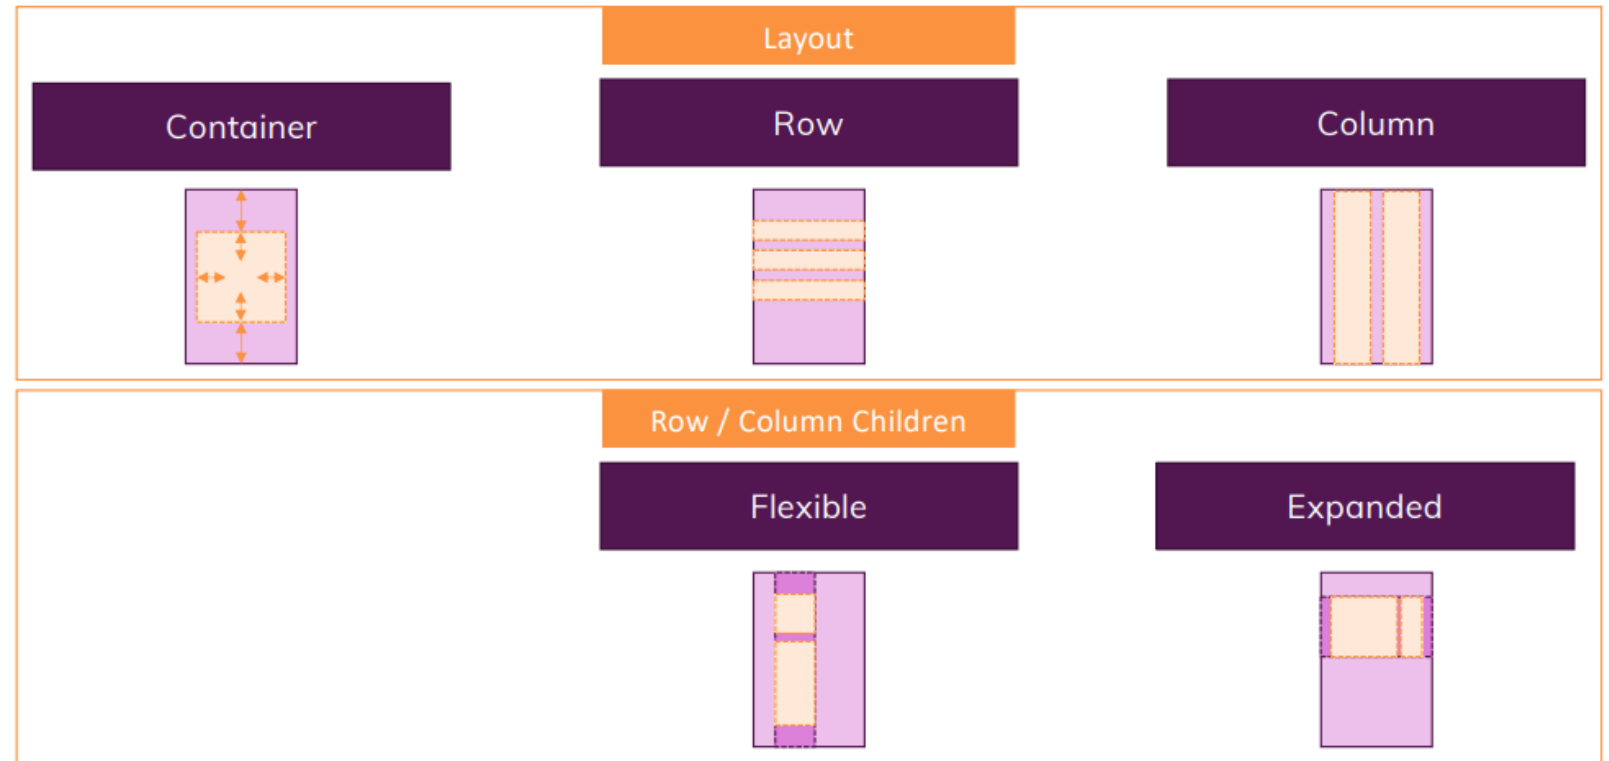 Layout
Container
Row
Column
Row / Column Children
Flexible
Expanded